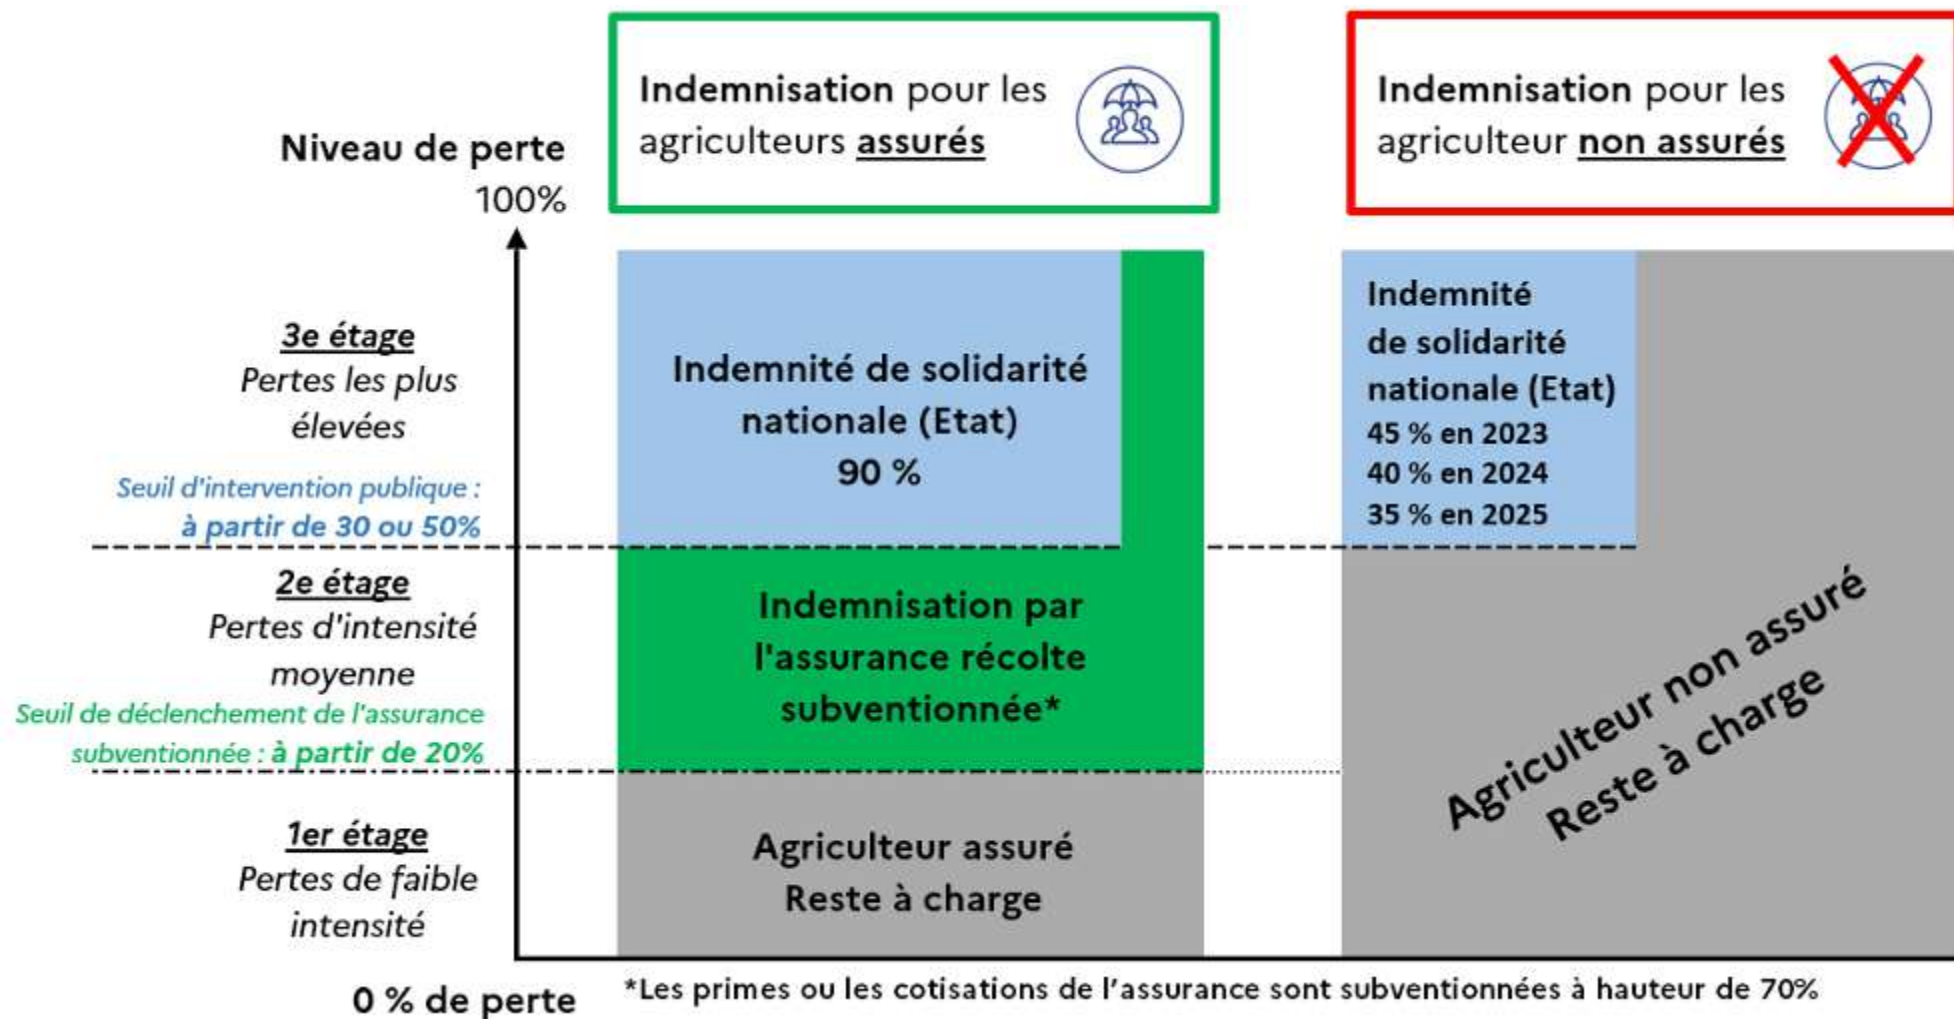 Indemnisation pour les
agriculteurs assurés
Indemnisation pour les
agriculteur non assurés
Niveau de perte
100%
3e étage
Pertes les plus
élevées
Seuil d'intervention publique :
à partir de 30 ou 50%
2e étage
Pertes d'intensité
moyenne
Seuil de déclenchement de l'assurance
subventionnée : à partir de 20%
1er étage
Pertes de faible
intensité
0 % de perte
Indemnité de solidarité
nationale (Etat)
90 %
Indemnisation par
l'assurance récolte
subventionnée*
Agriculteur assuré
Reste à charge
Indemnité
de solidarité
nationale (Etat)
45 % en 2023
40 % en 2024
35 % en 2025
Agriculteur non assuré
Reste à charge
*Les primes ou les cotisations de l'assurance sont subventionnées à hauteur de 70%